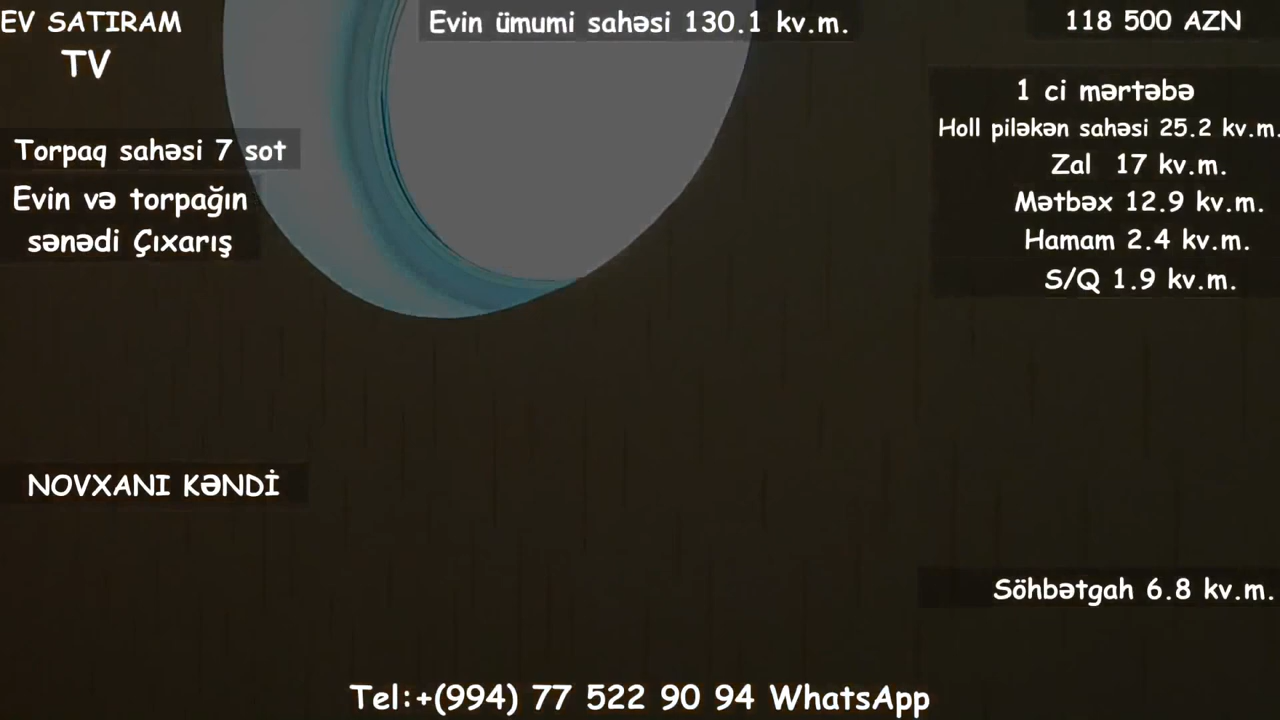 EV SATIRAM
TV
Evin ümumi sahəsi 130.1 kv.m.
118 500 AZN
Torpaq sahəsi 7 sot
Evin və torpağın
sənədi Çıxarış
1 ci mərtəbə
Holl piləkən sahəsi 25.2 kv.m.
Zal 17 kv.m.
Mətbəx 12.9 kv.m.
Hamam 2.4 kv.m.
S/Q 1.9 kv.m.
NOVXANI KƏNDİ
Söhbətgah 6.8 kv.m.
Tel:+(994) 77 522 90 94 WhatsApp